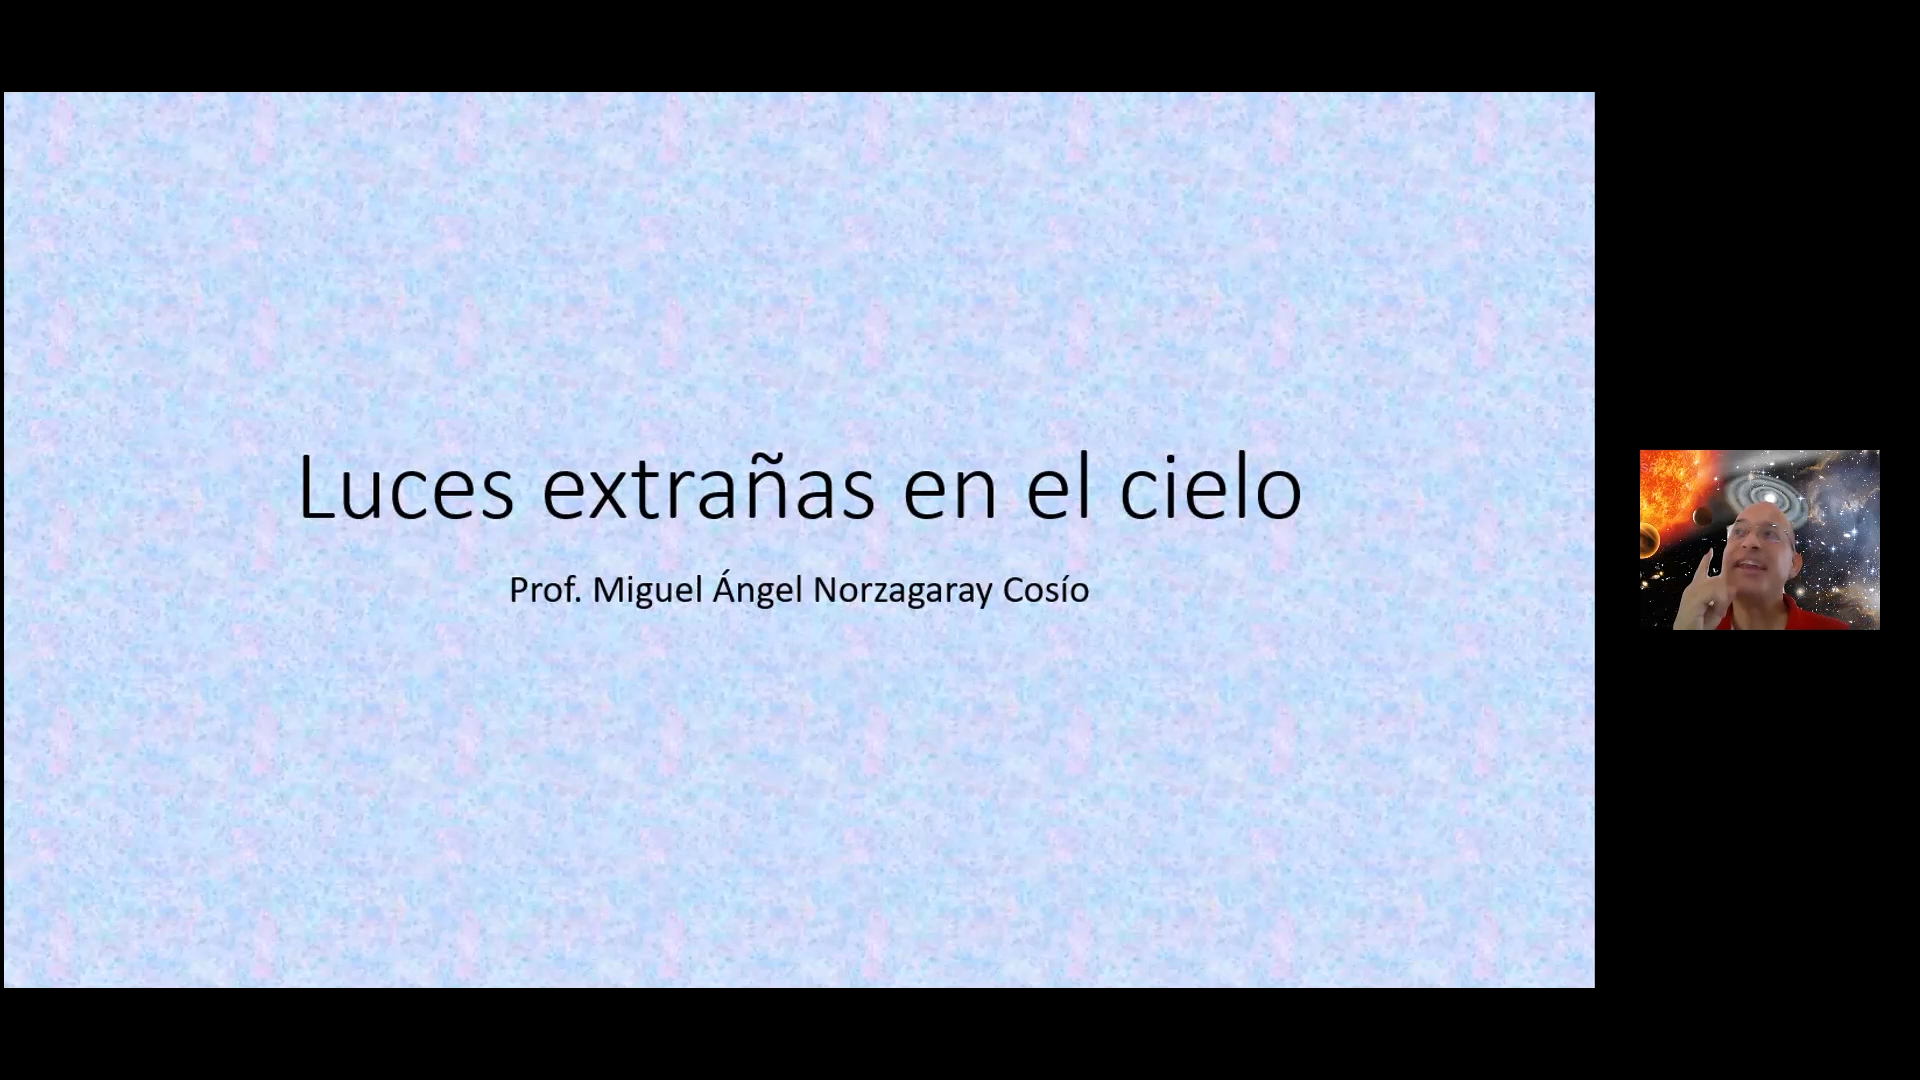 Luces extrañas en el cielo
Prof. Miguel Ángel Norzagaray Cosío